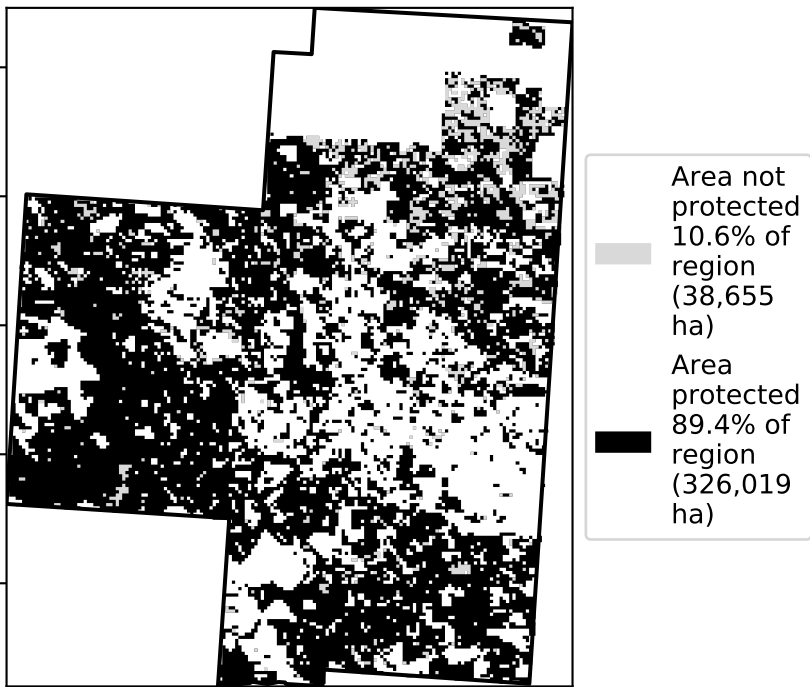 Area not
protected
10.6% of
region
(38,655
ha)
Area
protected
89.4% of
region
(326,019
ha)